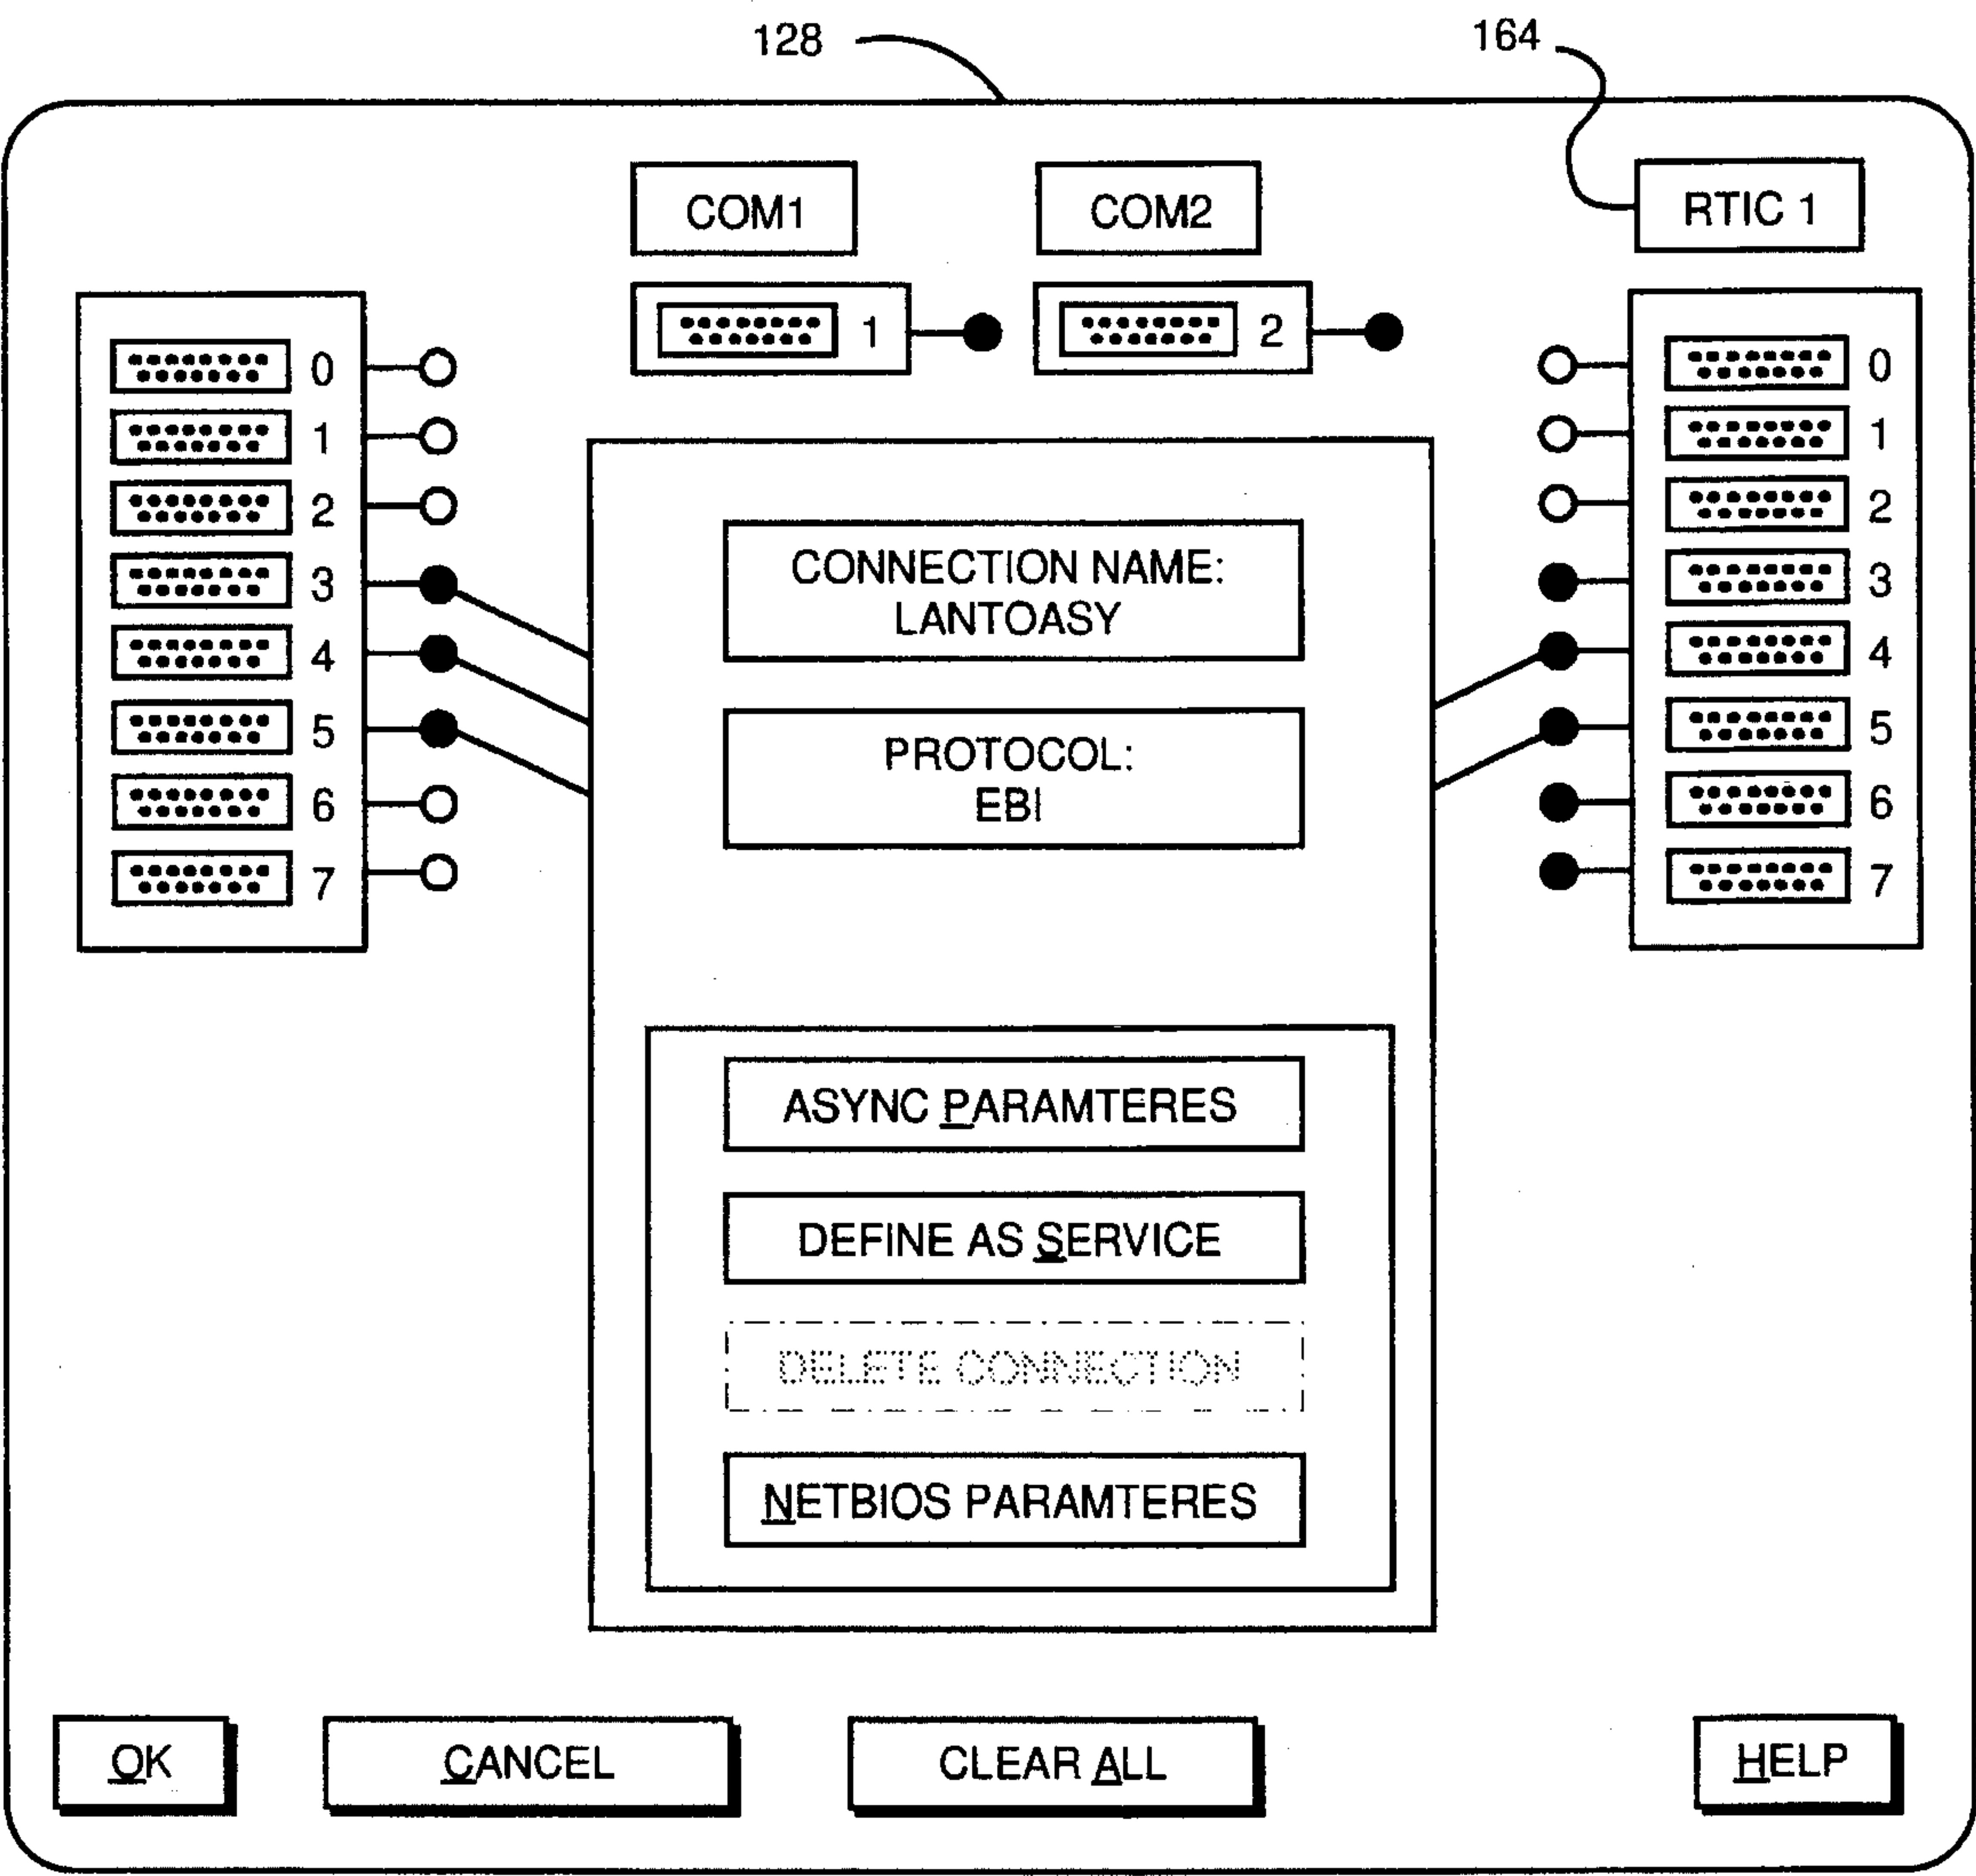 128
164
COM1
COM2
RTIC 1
1
2
0
1
2
3
4
5
6
7
0
1
2
3
4
5
6
7
CONNECTION NAME:
LANTOASY
PROTOCOL:
EBI
ASYNC PARAMTERES
DEFINE AS SERVICE
DELETE CONNECTION
NETBIOS PARAMTERES
OK
CANCEL
CLEAR ALL
HELP